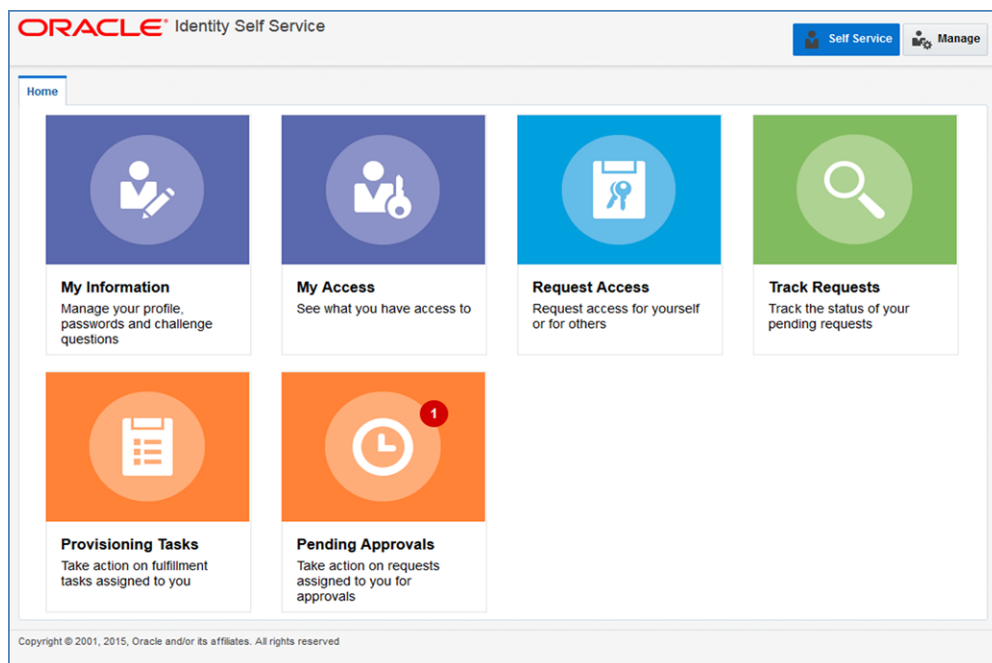 ORACLE® Identity Self Service
Self Service
Manage
Home
My Information
Manage your profile,
passwords and challenge
questions
My Access
See what you have access to
Request Access
Request access for yourself
or for others
Track Requests
Track the status of your
pending requests
1
Provisioning Tasks
Take action on fulfillment
tasks assigned to you
Pending Approvals
Take action on requests
assigned to you for
approvals
Copyright © 2001, 2015, Oracle and/or its affiliates. All rights reserved